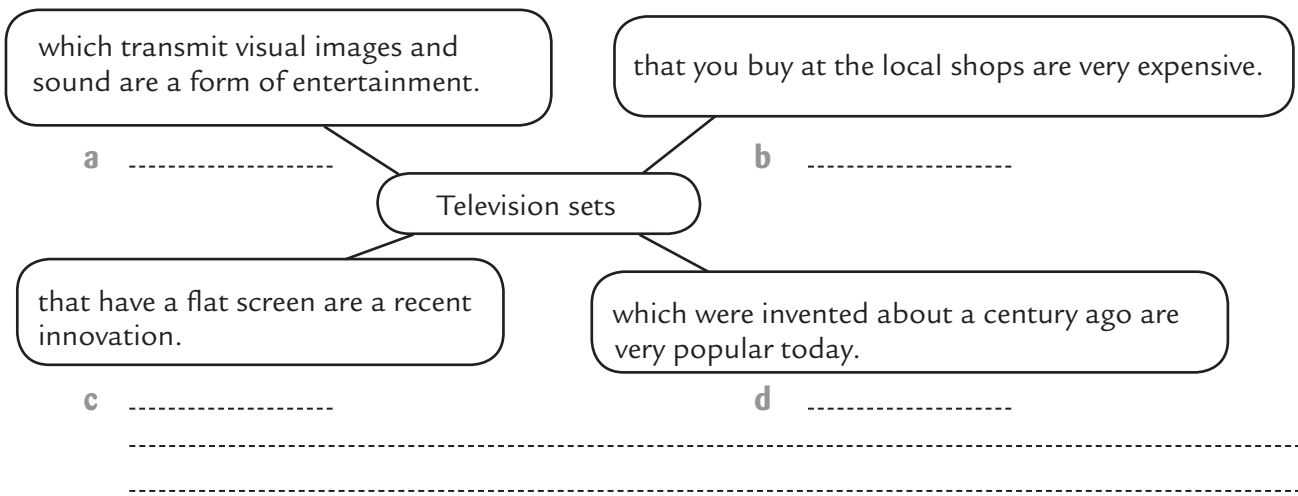 which transmit visual images and
sound are a form of entertainment.
that you buy at the local shops are very expensive.
a
b
Television sets
that have a flat screen are a recent
innovation.
which were invented about a century ago are
very popular today.
c
d